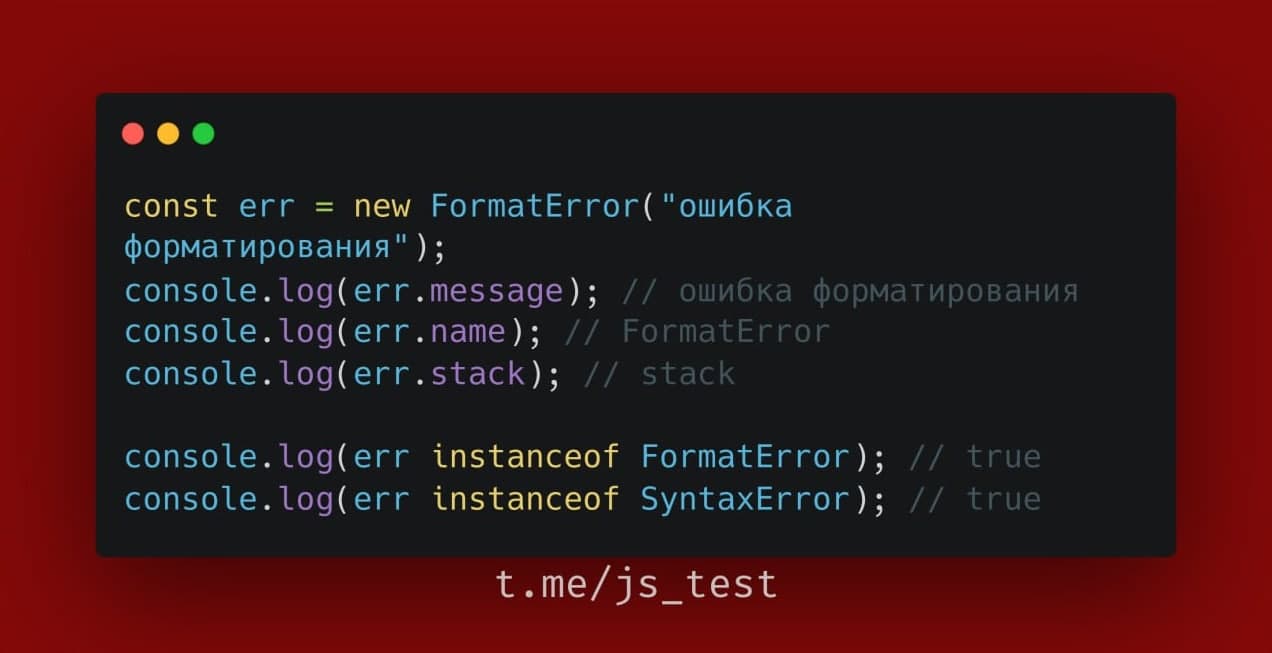 const err = new FormatError("ошибка
форматирования");
console.log(err.message); // ошибка форматирования
console.log(err.name); // FormatError
console.log(err.stack); // stack
console.log(err instanceof FormatError); // true
console.log(err instanceof SyntaxError); // true
t.me/js_test